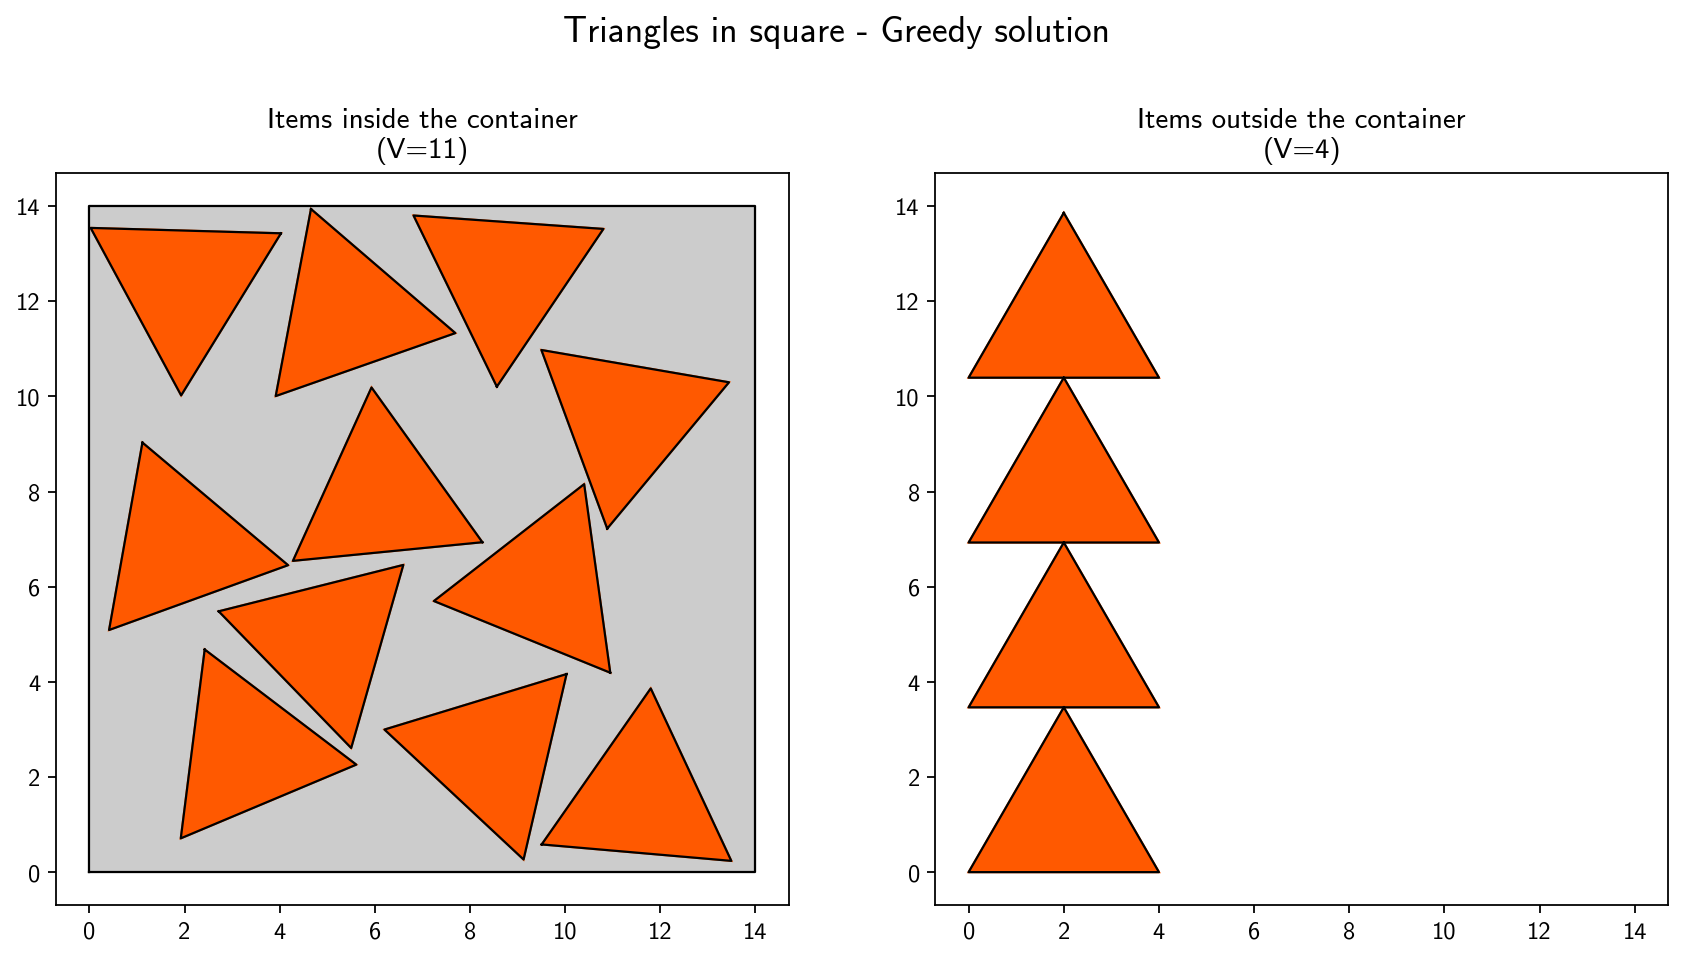 Triangles in square - Greedy solution
Items inside the container
(V=11)
14
12
10
8
6
4
2
0
0 2 4 6 8 10 12 14
Items outside the container
(V=4)
14
12
10
8
6
4
2
0
0 2 4 6 8 10 12 14